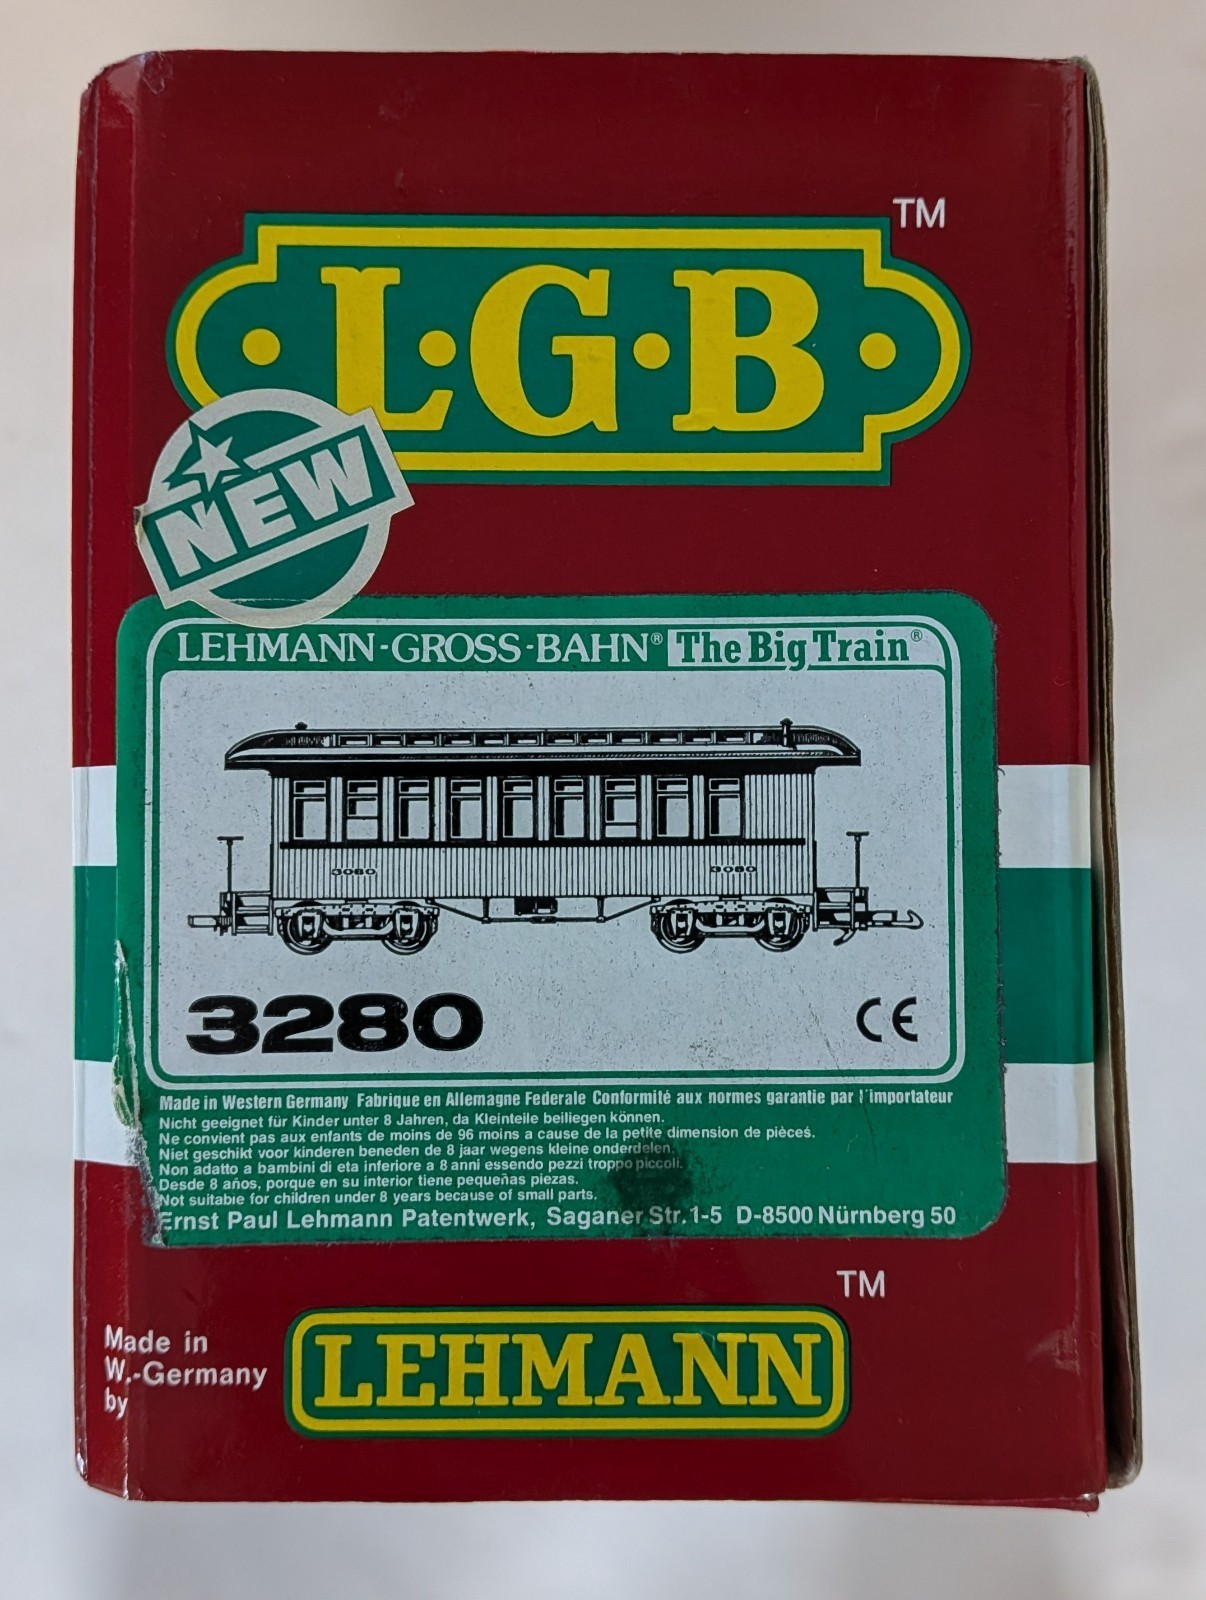 TM
L·G·B
NEW
LEHMANN-GROSS-BAHN® The Big Train®
3080 3080
3280 CE
Made in Western Germany Fabrique en Allemagne Federale Conformité aux normes garantie par l'importateur
Nicht geeignet für Kinder unter 8 Jahren, da Kleinteile beiliegen können.
Ne convient pas aux enfants de moins de 96 moins a cause de la petite dimension de pièces.
Niet geschikt voor kinderen beneden de 8 jaar wegens kleine onderdelen.
Non adatto a bambini di eta inferiore a 8 anni essendo pezzi troppo piccoli.
Desde 8 años, porque en su interior tiene pequeñas piezas.
Not suitable for children under 8 years because of small parts.
Ernst Paul Lehmann Patentwerk, Saganer Str. 1-5 D-8500 Nürnberg 50
TM
Made in
W.-Germany
by
LEHMANN